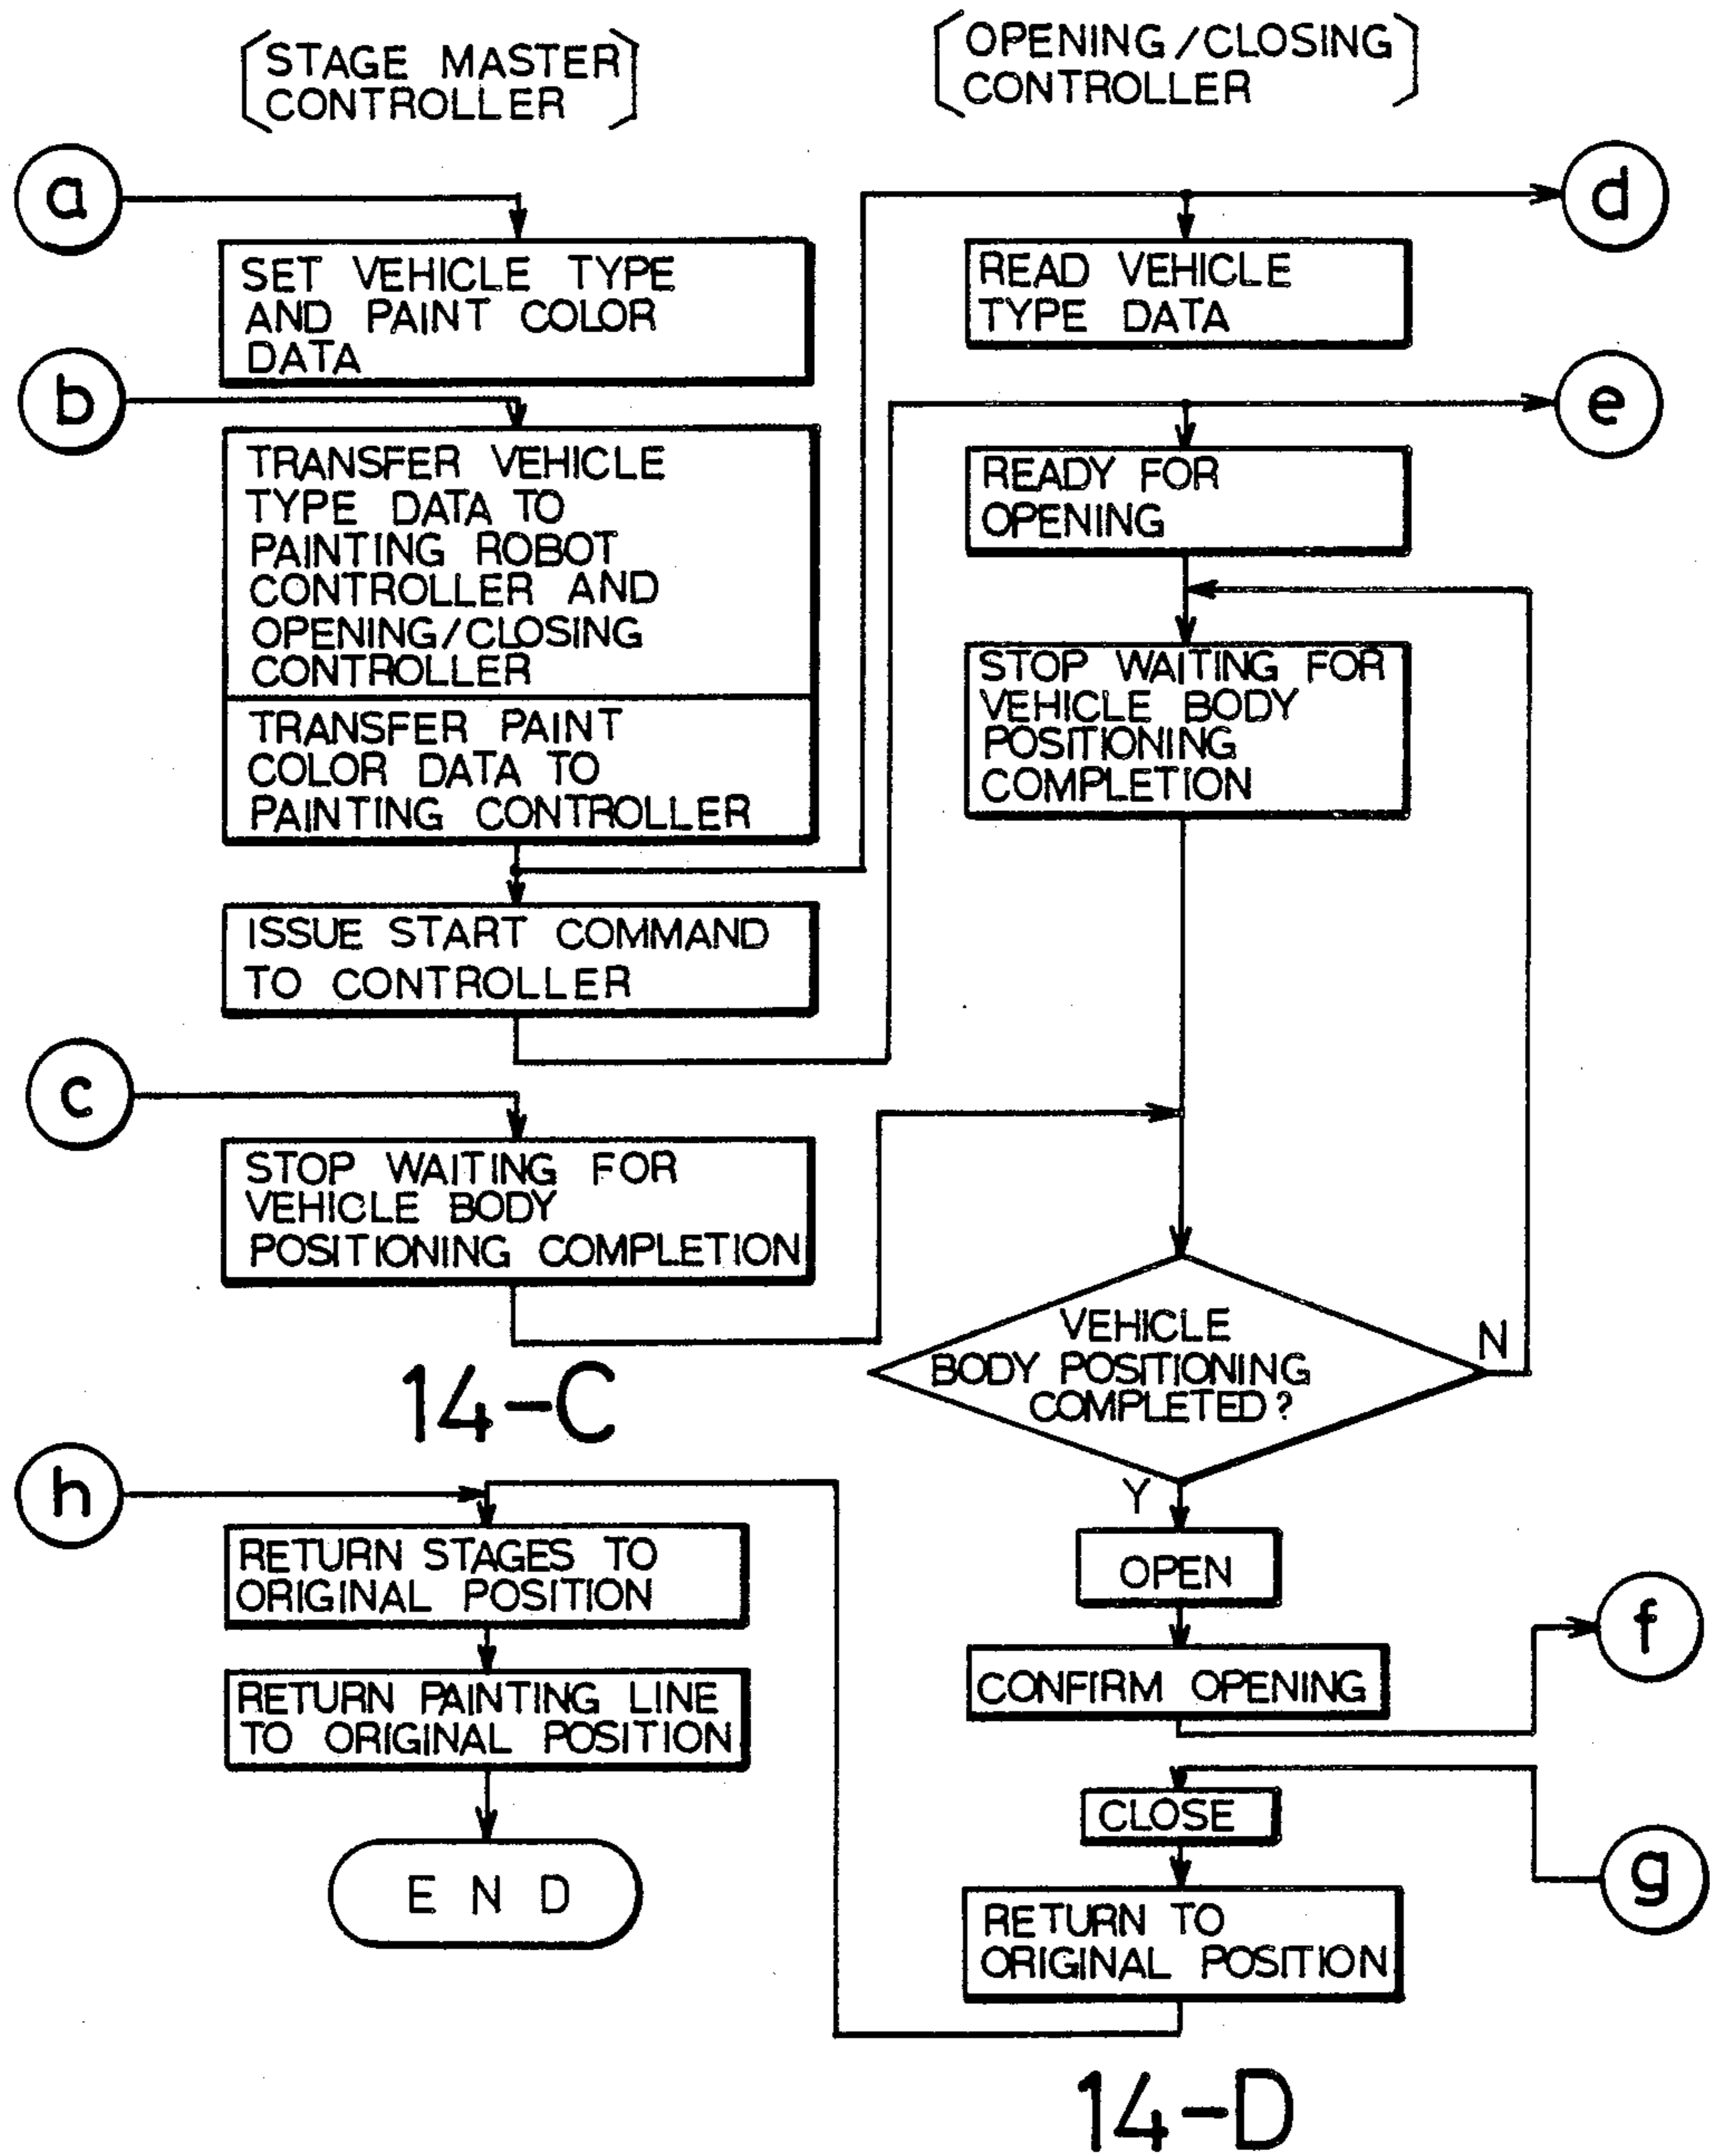 STAGE MASTER
CONTROLLER
a
SET VEHICLE TYPE
AND PAINT COLOR
DATA
b
TRANSFER VEHICLE
TYPE DATA TO
PAINTING ROBOT
CONTROLLER AND
OPENING/CLOSING
CONTROLLER
TRANSFER PAINT
COLOR DATA TO
PAINTING CONTROLLER
ISSUE START COMMAND
TO CONTROLLER
c
STOP WAITING FOR
VEHICLE BODY
POSITIONING COMPLETION
14-C
h
RETURN STAGES TO
ORIGINAL POSITION
RETURN PAINTING LINE
TO ORIGINAL POSITION
END
OPENING/CLOSING
CONTROLLER
d
READ VEHICLE
TYPE DATA
e
READY FOR
OPENING
STOP WAITING FOR
VEHICLE BODY
POSITIONING
COMPLETION
VEHICLE
BODY POSITIONING
COMPLETED?
N
Y
OPEN
CONFIRM OPENING
f
CLOSE
g
RETURN TO
ORIGINAL POSITION
14-D